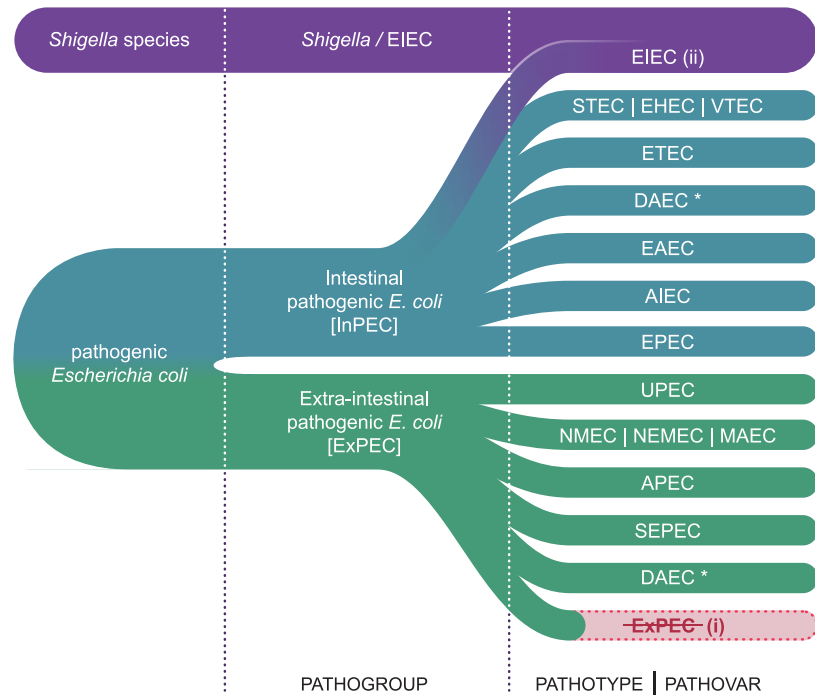 Shigella species
Shigella / EIEC
EIEC (ii)
STEC | EHEC | VTEC
ETEC
DAEC *
EAEC
AIEC
EPEC
Intestinal
pathogenic E. coli
[InPEC]
pathogenic
Escherichia coli
Extra-intestinal
pathogenic E. coli
[ExPEC]
UPEC
NMEC | NEMEC | MAEC
APEC
SEPEC
DAEC *
ExPEC (i)
PATHOGROUP
PATHOTYPE | PATHOVAR